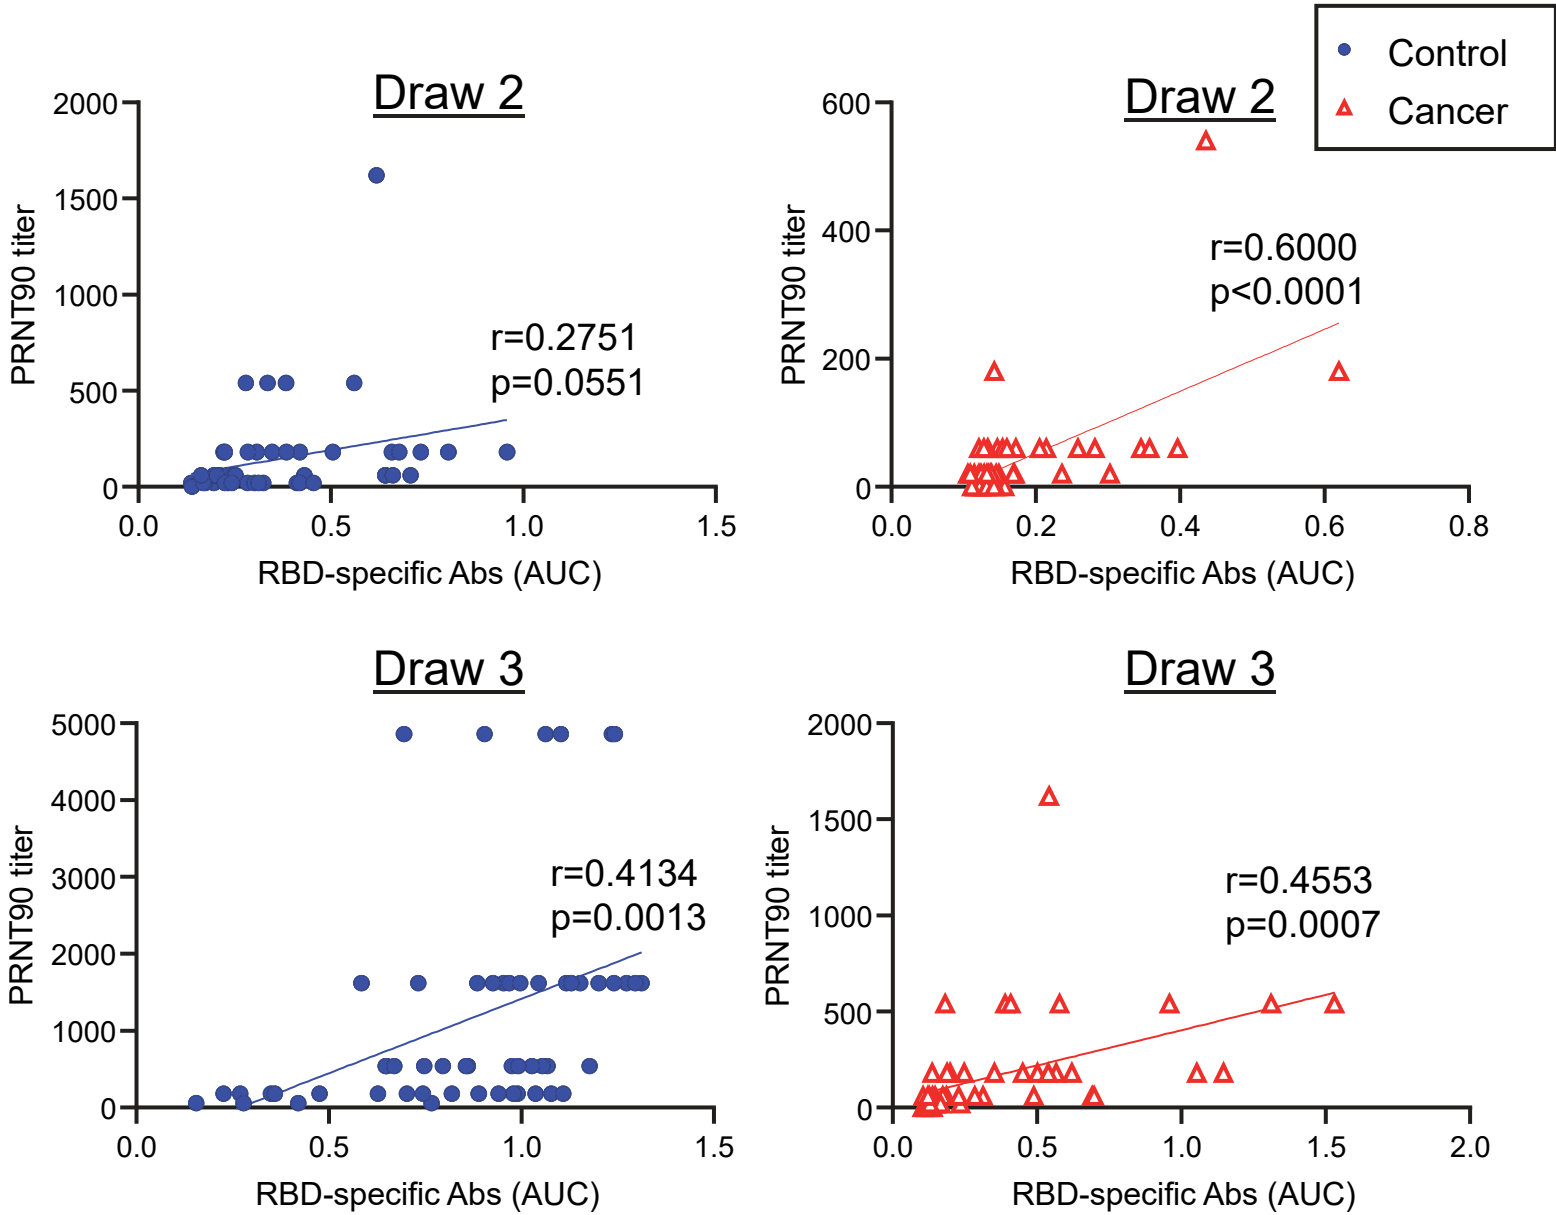 Control
Cancer
Draw 2
PRNT90 titer
2000
1500
1000
500
0
r=0.2751
p=0.0551
0.0 0.5 1.0 1.5
RBD-specific Abs (AUC)
Draw 2
PRNT90 titer
600
400
200
0
r=0.6000
p<0.0001
0.0 0.2 0.4 0.6 0.8
RBD-specific Abs (AUC)
Draw 3
PRNT90 titer
5000
4000
3000
2000
1000
0
r=0.4134
p=0.0013
0.0 0.5 1.0 1.5
RBD-specific Abs (AUC)
Draw 3
PRNT90 titer
2000
1500
1000
500
0
r=0.4553
p=0.0007
0.0 0.5 1.0 1.5 2.0
RBD-specific Abs (AUC)